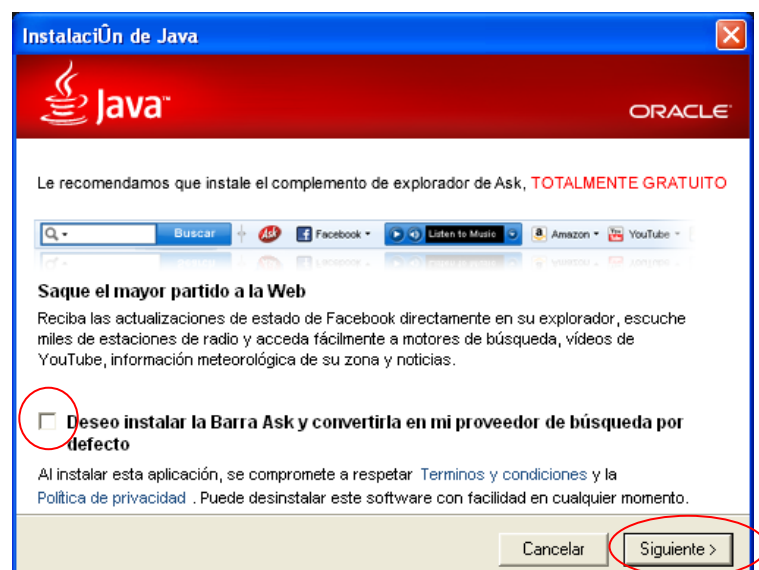 InstalaciÛn de Java
Java™
ORACLE
Le recomendamos que instale el complemento de explorador de Ask, TOTALMENTE GRATUITO
Buscar Ask Facebook Listen to Music Amazon YouTube
Saque el mayor partido a la Web
Reciba las actualizaciones de estado de Facebook directamente en su explorador, escuche
miles de estaciones de radio y acceda fácilmente a motores de búsqueda, vídeos de
YouTube, información meteorológica de su zona y noticias.
Deseo instalar la Barra Ask y convertirla en mi proveedor de búsqueda por
defecto
Al instalar esta aplicación, se compromete a respetar Terminos y condiciones y la
Política de privacidad . Puede desinstalar este software con facilidad en cualquier momento.
Cancelar Siguiente >